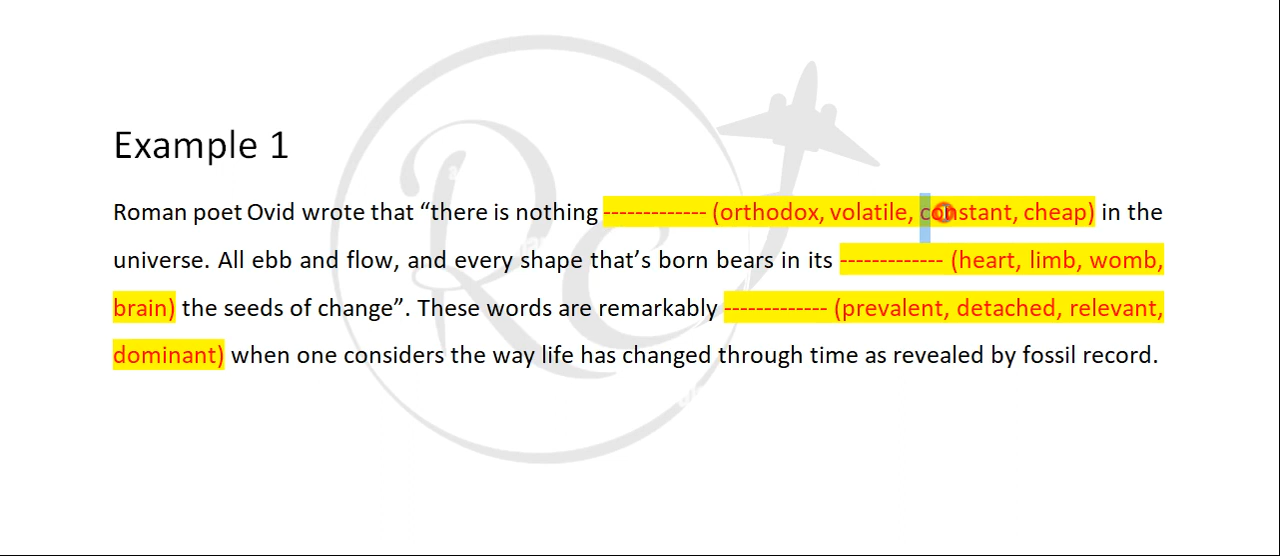 Example 1
Roman poet Ovid wrote that “there is nothing ------------- (orthodox, volatile, constant, cheap) in the
universe. All ebb and flow, and every shape that’s born bears in its ------------- (heart, limb, womb,
brain) the seeds of change”. These words are remarkably ------------- (prevalent, detached, relevant,
dominant) when one considers the way life has changed through time as revealed by fossil record.